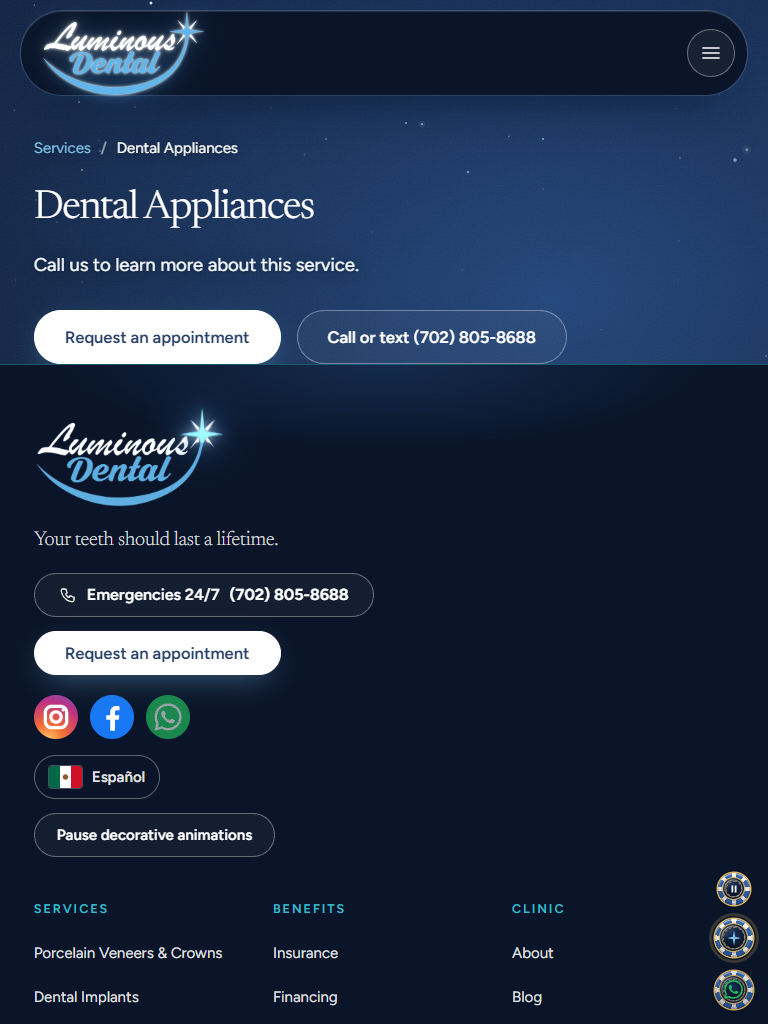 Luminous
Dental
Services / Dental Appliances
Dental Appliances
Call us to learn more about this service.
Request an appointment
Call or text (702) 805-8688
Luminous
Dental
Your teeth should last a lifetime.
Emergencies 24/7 (702) 805-8688
Request an appointment
Español
Pause decorative animations
SERVICES
BENEFITS
CLINIC
Porcelain Veneers & Crowns
Insurance
About
Dental Implants
Financing
Blog